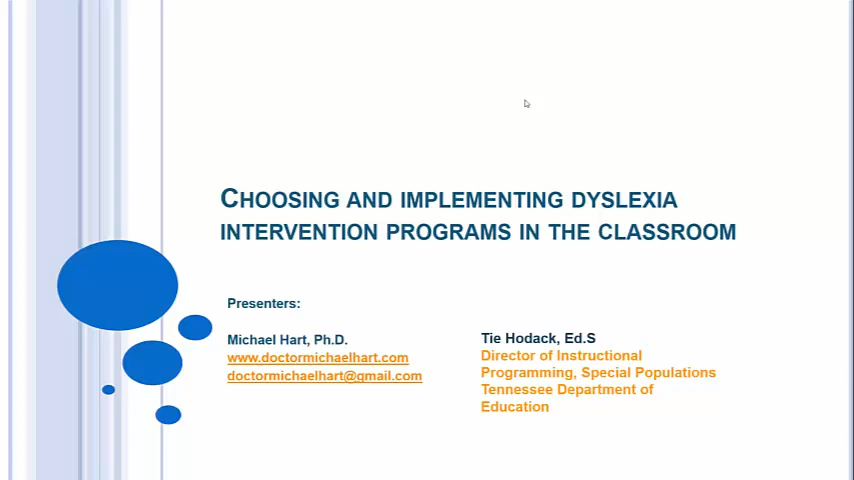 CHOOSING AND IMPLEMENTING DYSLEXIA
INTERVENTION PROGRAMS IN THE CLASSROOM
Presenters:
Michael Hart, Ph.D.
www.doctormichaelhart.com
doctormichaelhart@gmail.com
Tie Hodack, Ed.S
Director of Instructional
Programming, Special Populations
Tennessee Department of
Education